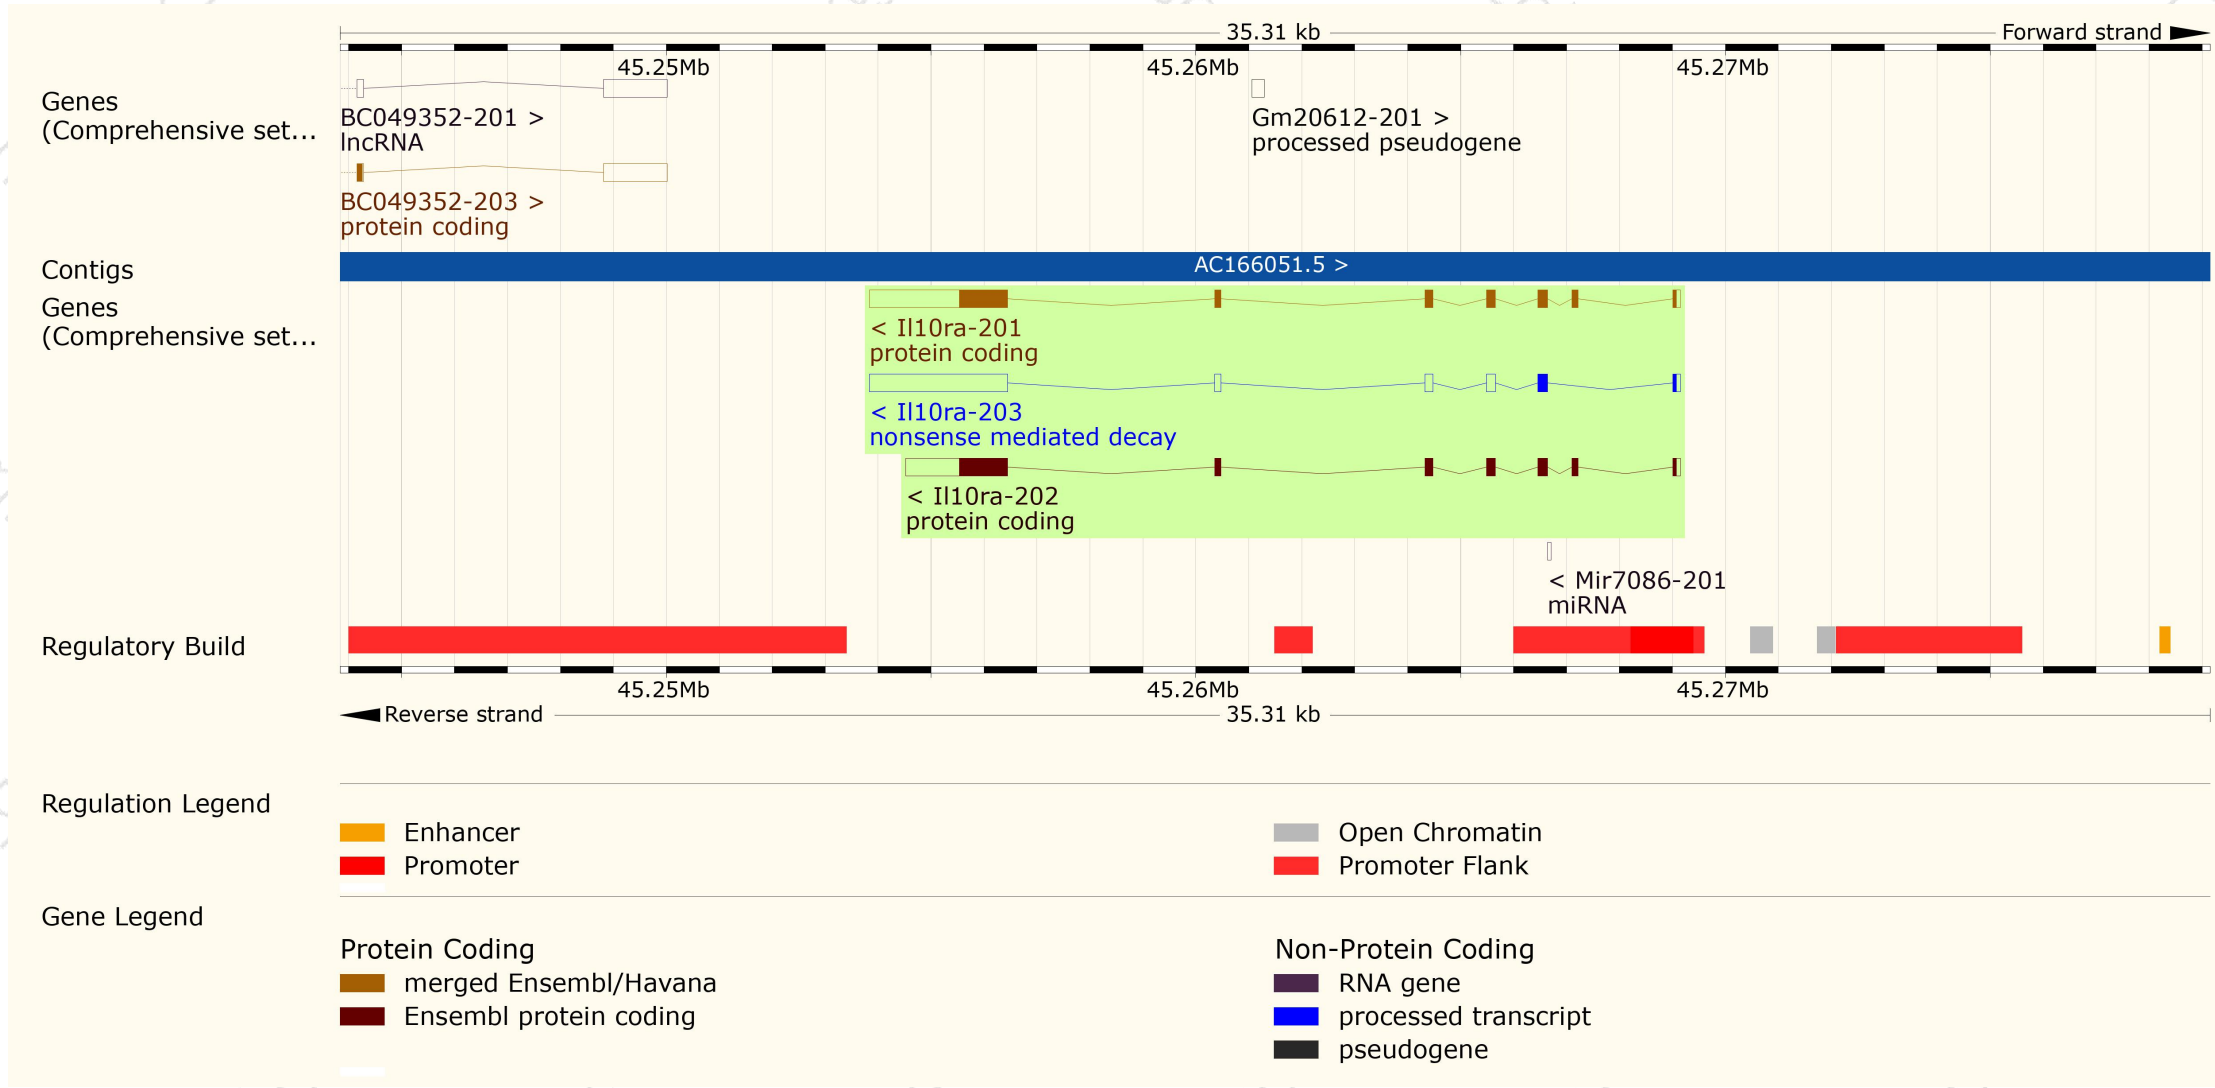 35.31 kb
Forward strand
45.25Mb
45.26Mb
45.27Mb
Genes
(Comprehensive set...
BC049352-201 >
lncRNA
Gm20612-201 >
processed pseudogene
BC049352-203 >
protein coding
Contigs
AC166051.5 >
Genes
(Comprehensive set...
< Il10ra-201
protein coding
< Il10ra-203
nonsense mediated decay
< Il10ra-202
protein coding
< Mir7086-201
miRNA
Regulatory Build
45.25Mb
45.26Mb
45.27Mb
Reverse strand
35.31 kb
Regulation Legend
Enhancer
Open Chromatin
Promoter
Promoter Flank
Gene Legend
Protein Coding
Non-Protein Coding
merged Ensembl/Havana
RNA gene
Ensembl protein coding
processed transcript
pseudogene